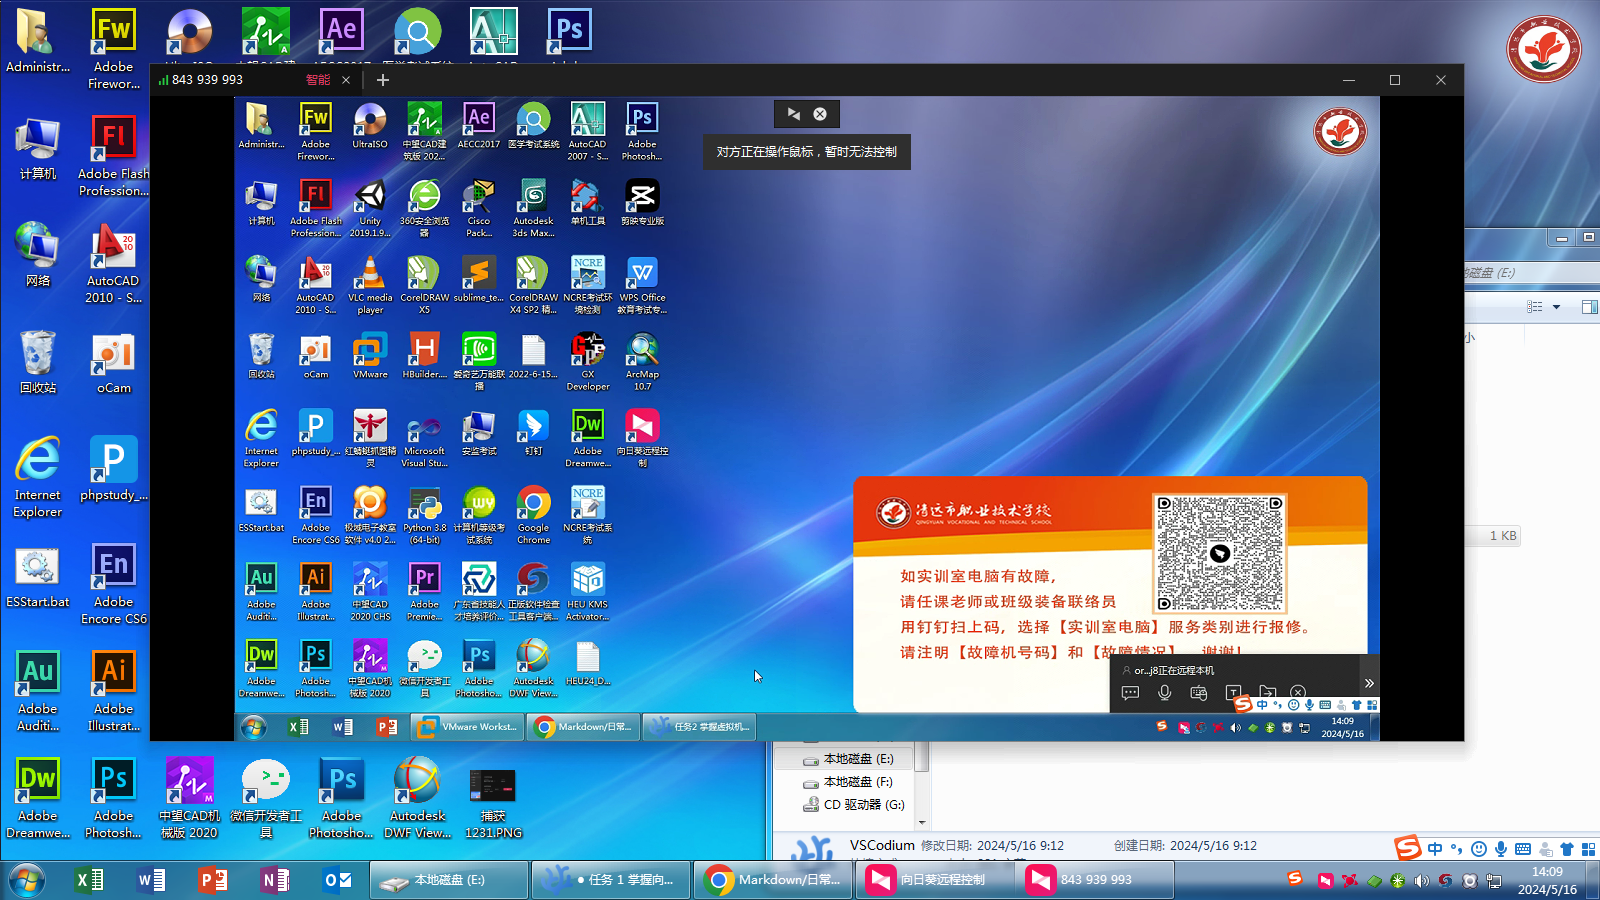 Administr...
Adobe
Firewor...
843 939 993
智能
对方正在操作鼠标，暂时无法控制
计算机
Adobe Flash
Profession...
网络
AutoCAD
2010 - S...
回收站
oCam
Internet
Explorer
phpstudy_...
ESStart.bat
Adobe
Encore CS6
Adobe
Auditi...
Adobe
Illustrat...
Adobe
Dreamwe...
Adobe
Photosh...
中望CAD机
械版 2020
微信开发者工
具
Adobe
Photosho...
Autodesk
DWF View...
捕获
1231.PNG
Administr...
Adobe
Firewor...
UltraISO
中望CAD建
筑版 202...
AECC2017
医学考试系统
AutoCAD
2007 - S...
Adobe
Photosh...
计算机
Adobe Flash
Profession...
Unity
2019.1.9...
360安全浏览
器
Cisco
Pack...
Autodesk
3ds Max...
单机工具
剪映专业版
网络
AutoCAD
2010 - S...
VLC media
player
CorelDRAW
X5
sublime_te...
CorelDRAW
X4 SP2 精...
NCRE考试环
境检测
WPS Office
教育考试专...
回收站
oCam
VMware
HBuilder....
爱奇艺万能联
播
2022-6-15...
GX
Developer
ArcMap
10.7
Internet
Explorer
phpstudy_...
红蜻蜓抓图精
灵
Microsoft
Visual Stu...
安监考试
钉钉
Adobe
Dreamwe...
向日葵远程控
制
ESStart.bat
Adobe
Encore CS6
极域电子教室
软件 v4.0 2...
Python 3.8
(64-bit)
计算机等级考
试系统
Google
Chrome
NCRE考试系
统
Adobe
Auditi...
Adobe
Illustrat...
中望CAD
2020 CHS
Adobe
Premie...
广东省技能人
才培养评价...
正版软件检查
工具客户端...
HEU KMS
Activator...
Adobe
Dreamwe...
Adobe
Photosh...
中望CAD机
械版 2020
微信开发者工
具
Adobe
Photosho...
Autodesk
DWF View...
HEU24_D...
清远市职业技术学校
QINGYUAN VOCATIONAL AND TECHNICAL SCHOOL
如实训室电脑有故障，
请任课老师或班级装备联络员
用钉钉扫上码，选择【实训室电脑】服务类别进行报修。
请注明【故障机号码】和【故障情况】，谢谢！
or...j8正在远程本机
中
VMware Workst...
Markdown/日常...
任务2 掌握虚拟机...
14:09
2024/5/16
地磁盘 (E:)
小
1 KB
本地磁盘 (E:)
本地磁盘 (F:)
CD 驱动器 (G:)
VSCodium 修改日期: 2024/5/16 9:12 创建日期: 2024/5/16 9:12
中
本地磁盘 (E:)
● 任务 1 掌握向...
Markdown/日常...
向日葵远程控制
843 939 993
14:09
2024/5/16